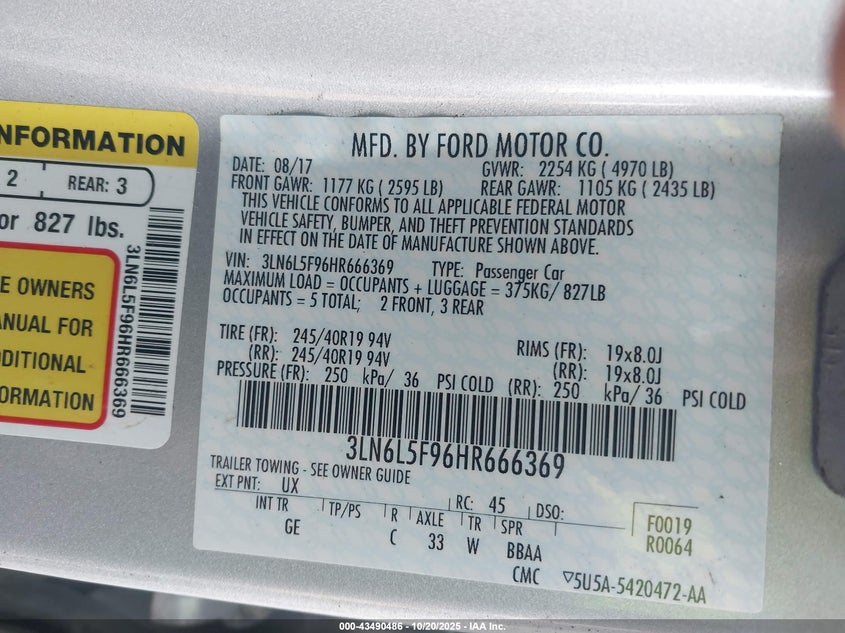 NFORMATION
2 REAR: 3
or 827 lbs.
E OWNERS
ANUAL FOR
DDITIONAL
FORMATION
3LN6L5F96HR666369
MFD. BY FORD MOTOR CO.
DATE: 08/17 GVWR: 2254 KG ( 4970 LB)
FRONT GAWR: 1177 KG ( 2595 LB) REAR GAWR: 1105 KG ( 2435 LB)
THIS VEHICLE CONFORMS TO ALL APPLICABLE FEDERAL MOTOR
VEHICLE SAFETY, BUMPER, AND THEFT PREVENTION STANDARDS
IN EFFECT ON THE DATE OF MANUFACTURE SHOWN ABOVE.
VIN: 3LN6L5F96HR666369 TYPE: Passenger Car
MAXIMUM LOAD = OCCUPANTS + LUGGAGE = 375KG/ 827LB
OCCUPANTS = 5 TOTAL; 2 FRONT, 3 REAR
TIRE (FR): 245/40R19 94V RIMS (FR): 19x8.0J
(RR): 245/40R19 94V (RR): 19x8.0J
PRESSURE (FR): 250 kPa/ 36 PSI COLD (RR): 250 kPa/ 36 PSI COLD
3LN6L5F96HR666369
TRAILER TOWING - SEE OWNER GUIDE
EXT PNT: UX RC: 45 DSO:
INT TR TP/PS R AXLE TR SPR F0019
GE C 33 W BBAA R0064
CMC ▽5U5A-5420472-AA
000-43490486 - 10/20/2025 - IAA Inc.